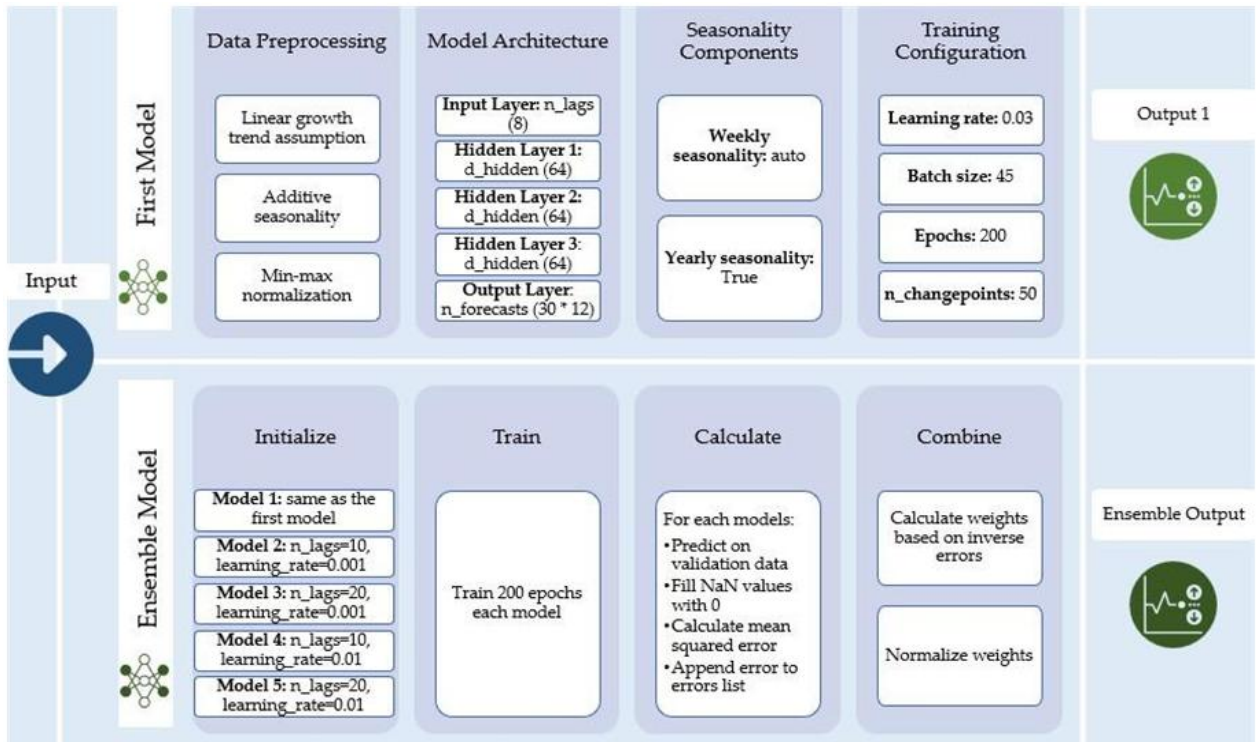 Input
First Model
Data Preprocessing
Linear growth
trend assumption
Additive
seasonality
Min-max
normalization
Model Architecture
Input Layer: n_lags
(8)
Hidden Layer 1:
d_hidden (64)
Hidden Layer 2:
d_hidden (64)
Hidden Layer 3:
d_hidden (64)
Output Layer:
n_forecasts (30 * 12)
Seasonality
Components
Weekly
seasonality: auto
Yearly seasonality:
True
Training
Configuration
Learning rate: 0.03
Batch size: 45
Epochs: 200
n_changepoints: 50
Output 1
Ensemble Model
Initialize
Model 1: same as the
first model
Model 2: n_lags=10,
learning_rate=0.001
Model 3: n_lags=20,
learning_rate=0.001
Model 4: n_lags=10,
learning_rate=0.01
Model 5: n_lags=20,
learning_rate=0.01
Train
Train 200 epochs
each model
Calculate
For each models:
•Predict on
validation data
•Fill NaN values
with 0
•Calculate mean
squared error
•Append error to
errors list
Combine
Calculate weights
based on inverse
errors
Normalize weights
Ensemble Output